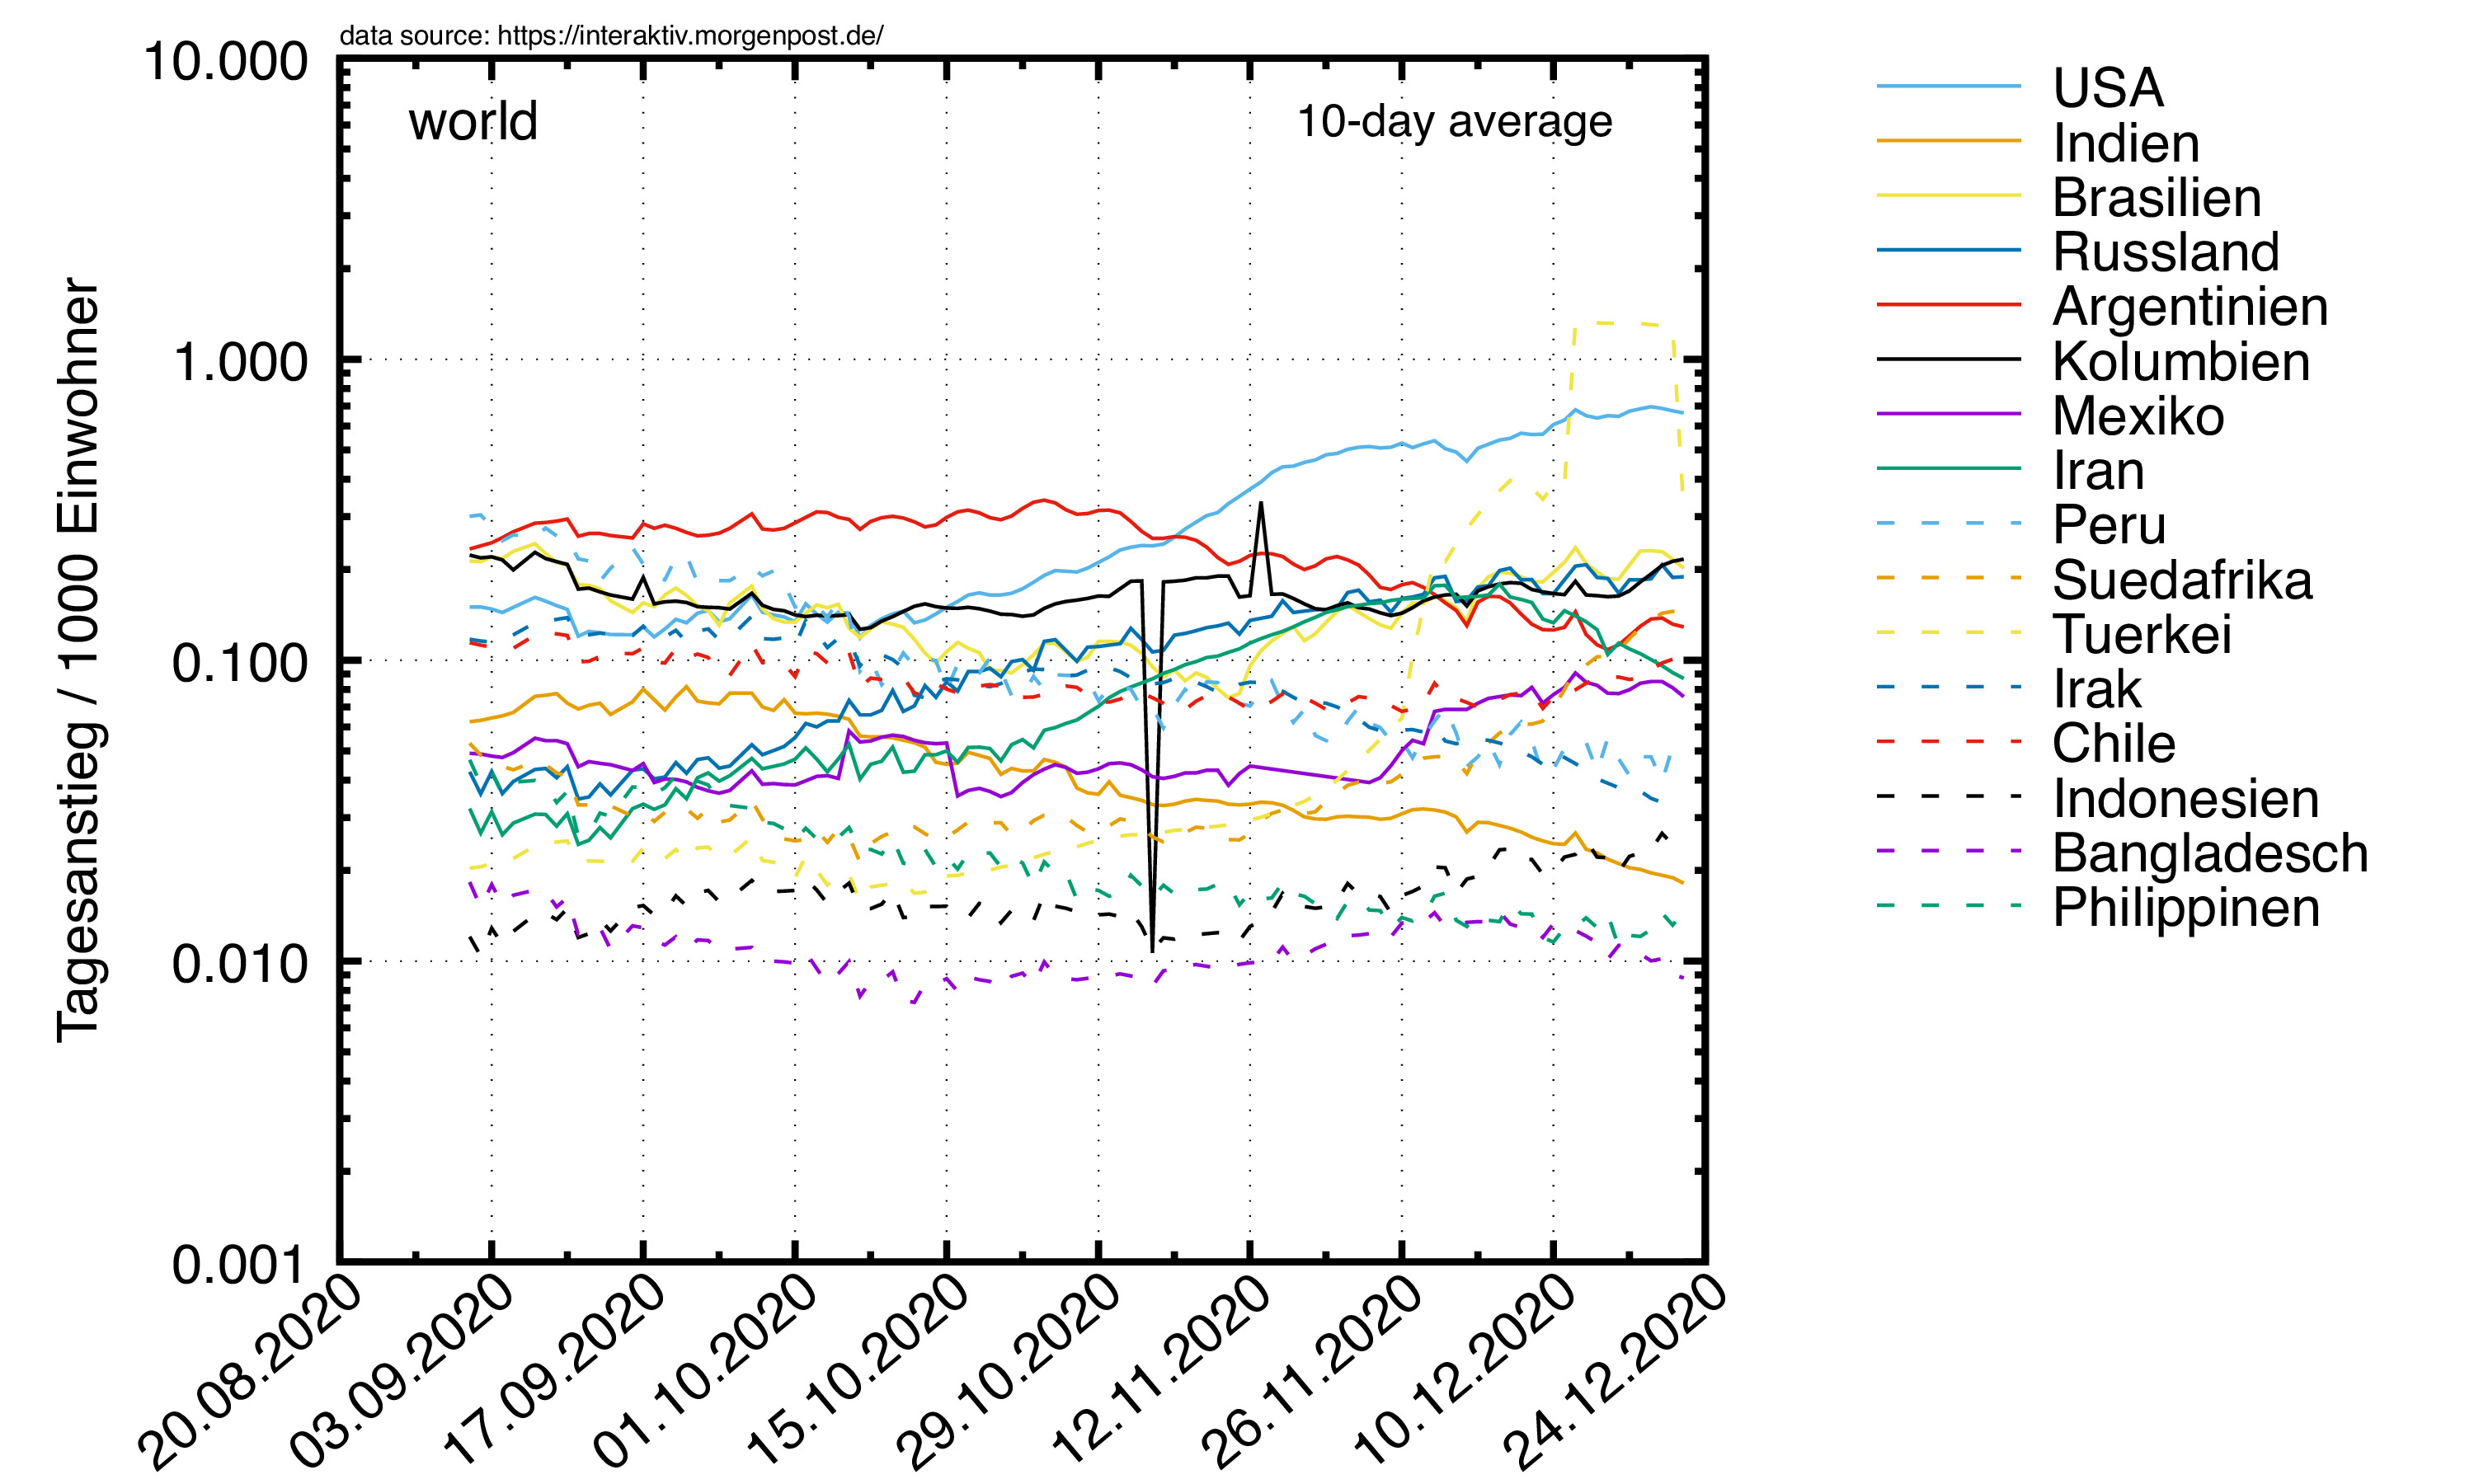 data source: https://interaktiv.morgenpost.de/
world
10-day average
Tagesanstieg / 1000 Einwohner
10.000
1.000
0.100
0.010
0.001
20.08.2020
03.09.2020
17.09.2020
01.10.2020
15.10.2020
29.10.2020
12.11.2020
26.11.2020
10.12.2020
24.12.2020
USA
Indien
Brasilien
Russland
Argentinien
Kolumbien
Mexiko
Iran
Peru
Suedafrika
Tuerkei
Irak
Chile
Indonesien
Bangladesch
Philippinen